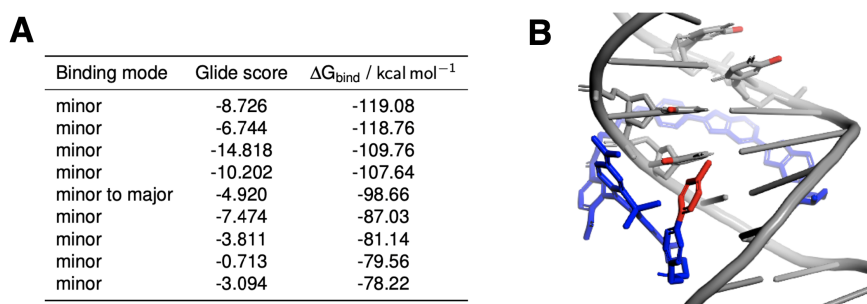 A
B
Binding mode Glide score ΔGbind / kcal mol−1
minor -8.726 -119.08
minor -6.744 -118.76
minor -14.818 -109.76
minor -10.202 -107.64
minor to major -4.920 -98.66
minor -7.474 -87.03
minor -3.811 -81.14
minor -0.713 -79.56
minor -3.094 -78.22